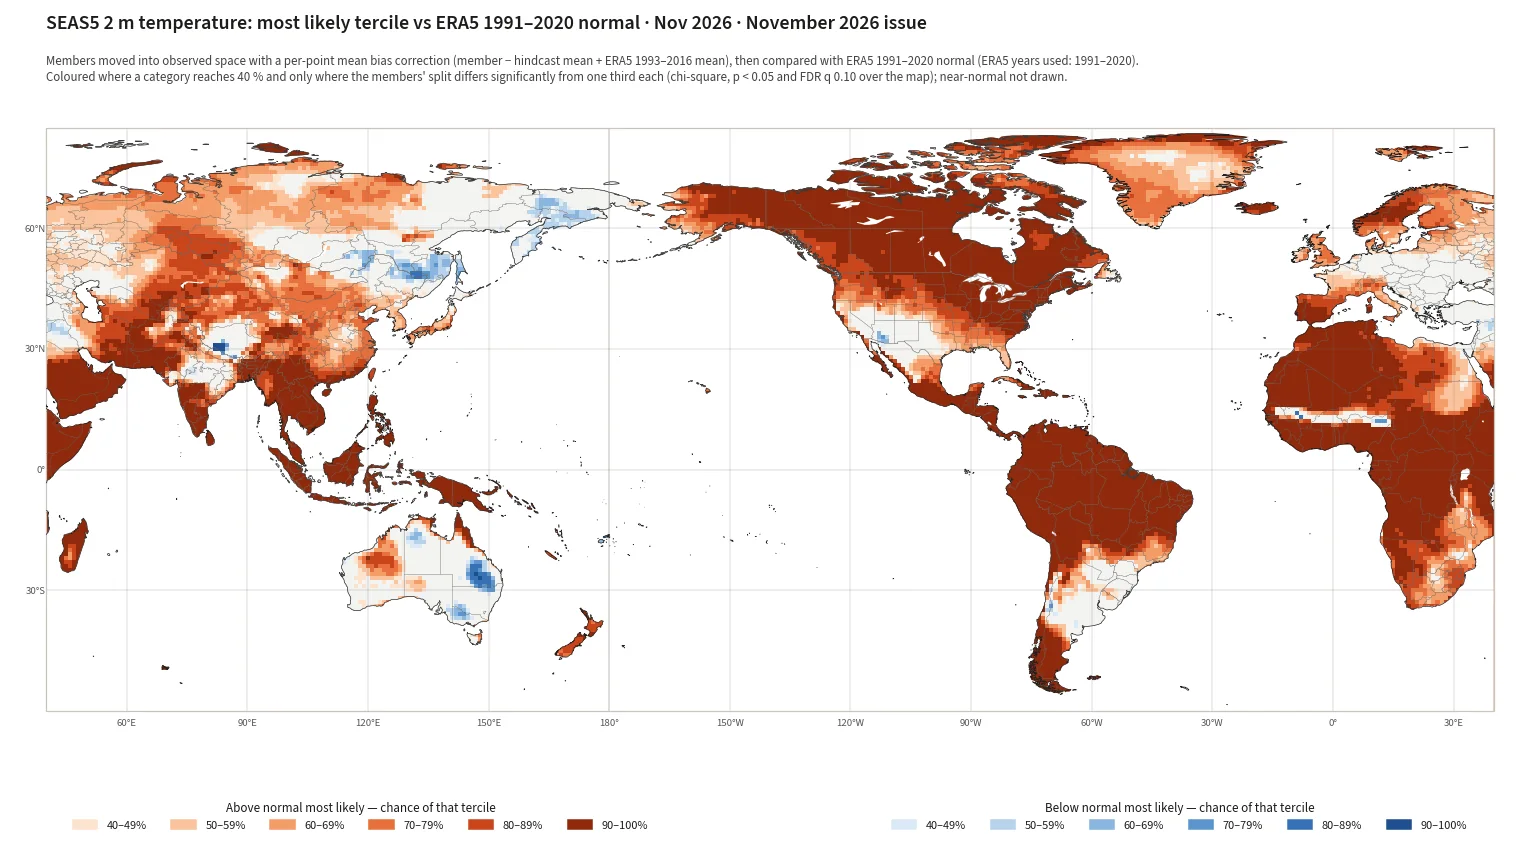 SEAS5 2 m temperature: most likely tercile vs ERA5 1991–2020 normal · Nov 2026 · November 2026 issue
Members moved into observed space with a per-point mean bias correction (member − hindcast mean + ERA5 1993–2016 mean), then compared with ERA5 1991–2020 normal (ERA5 years used: 1991–2020).
Coloured where a category reaches 40 % and only where the members' split differs significantly from one third each (chi-square, p < 0.05 and FDR q 0.10 over the map); near-normal not drawn.
60°N
30°N
0°
30°S
60°E 90°E 120°E 150°E 180° 150°W 120°W 90°W 60°W 30°W 0° 30°E
Above normal most likely — chance of that tercile
40–49% 50–59% 60–69% 70–79% 80–89% 90–100%
Below normal most likely — chance of that tercile
40–49% 50–59% 60–69% 70–79% 80–89% 90–100%